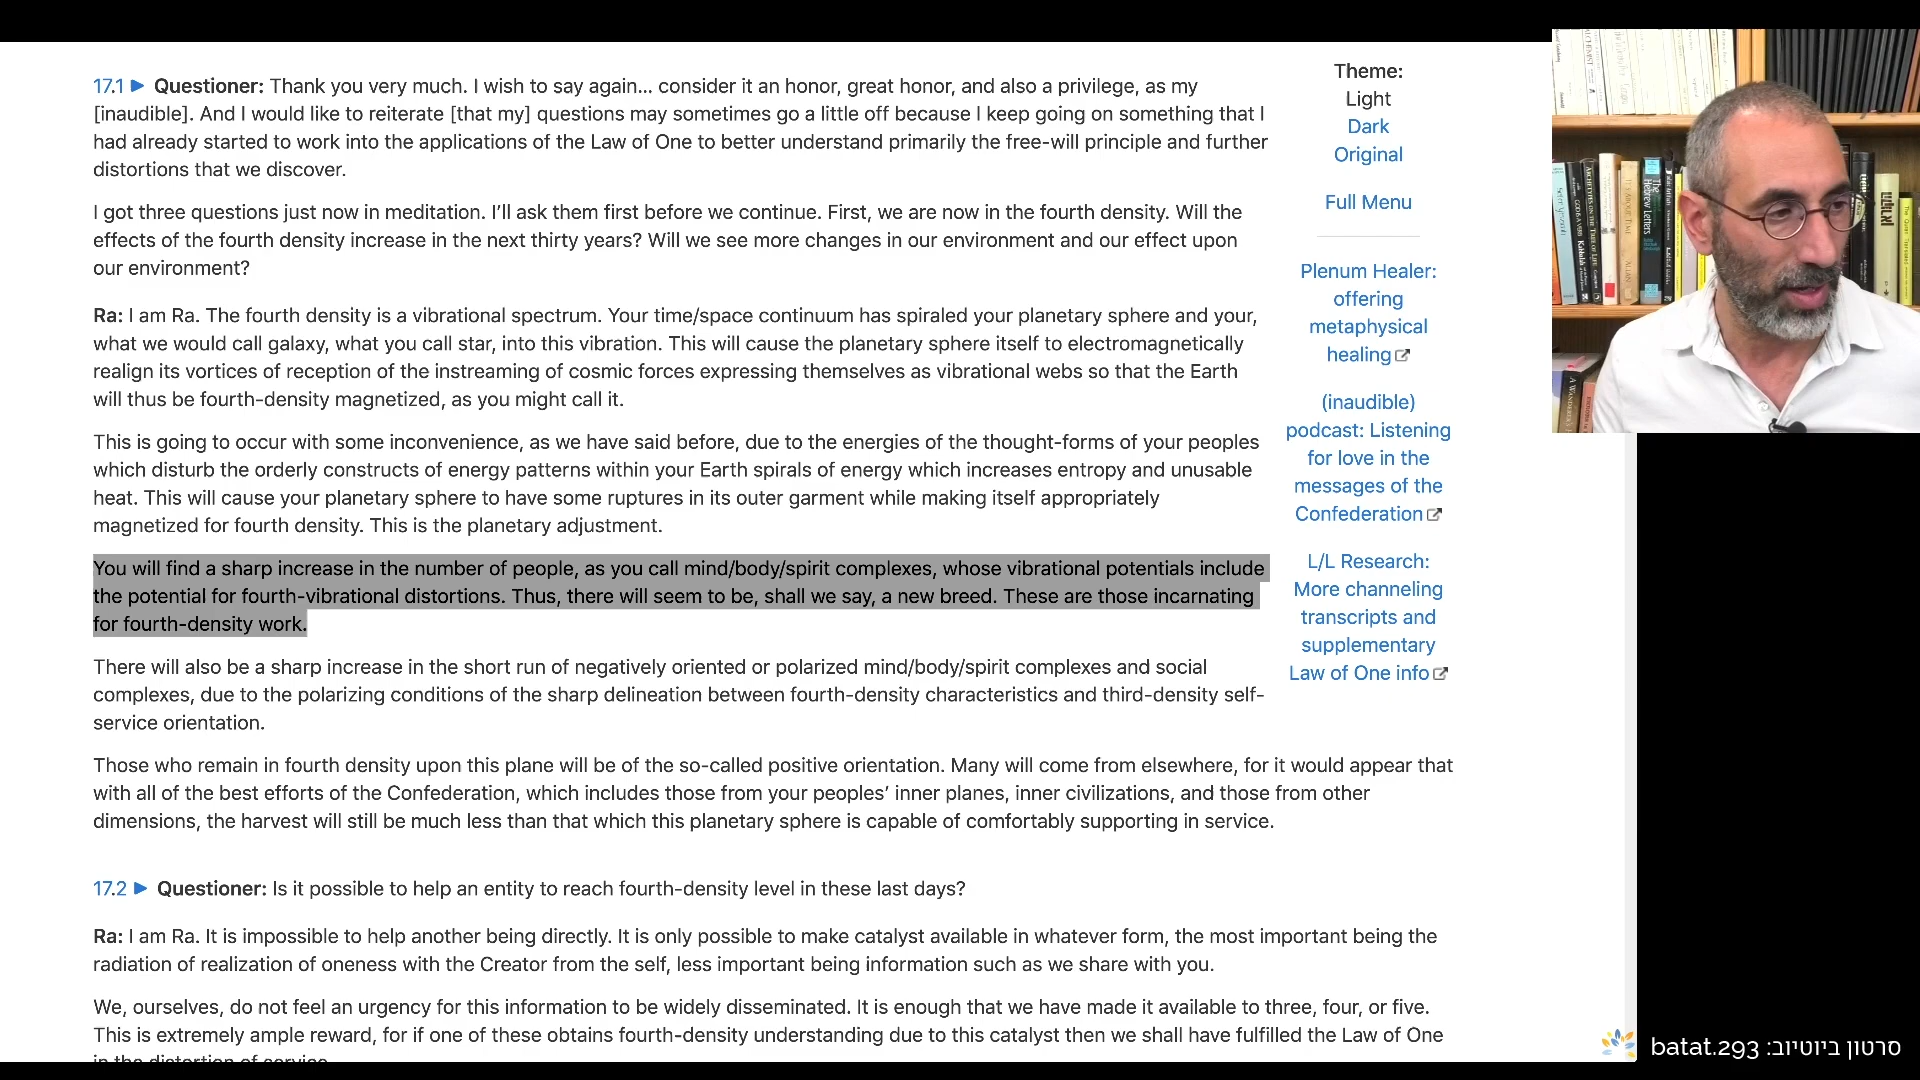 17.1 ► Questioner: Thank you very much. I wish to say again... consider it an honor, great honor, and also a privilege, as my
[inaudible]. And I would like to reiterate [that my] questions may sometimes go a little off because I keep going on something that I
had already started to work into the applications of the Law of One to better understand primarily the free-will principle and further
distortions that we discover.
I got three questions just now in meditation. I’ll ask them first before we continue. First, we are now in the fourth density. Will the
effects of the fourth density increase in the next thirty years? Will we see more changes in our environment and our effect upon
our environment?
Ra: I am Ra. The fourth density is a vibrational spectrum. Your time/space continuum has spiraled your planetary sphere and your,
what we would call galaxy, what you call star, into this vibration. This will cause the planetary sphere itself to electromagnetically
realign its vortices of reception of the instreaming of cosmic forces expressing themselves as vibrational webs so that the Earth
will thus be fourth-density magnetized, as you might call it.
This is going to occur with some inconvenience, as we have said before, due to the energies of the thought-forms of your peoples
which disturb the orderly constructs of energy patterns within your Earth spirals of energy which increases entropy and unusable
heat. This will cause your planetary sphere to have some ruptures in its outer garment while making itself appropriately
magnetized for fourth density. This is the planetary adjustment.
You will find a sharp increase in the number of people, as you call mind/body/spirit complexes, whose vibrational potentials include
the potential for fourth-vibrational distortions. Thus, there will seem to be, shall we say, a new breed. These are those incarnating
for fourth-density work.
There will also be a sharp increase in the short run of negatively oriented or polarized mind/body/spirit complexes and social
complexes, due to the polarizing conditions of the sharp delineation between fourth-density characteristics and third-density self-
service orientation.
Those who remain in fourth density upon this plane will be of the so-called positive orientation. Many will come from elsewhere, for it would appear that
with all of the best efforts of the Confederation, which includes those from your peoples’ inner planes, inner civilizations, and those from other
dimensions, the harvest will still be much less than that which this planetary sphere is capable of comfortably supporting in service.
17.2 ► Questioner: Is it possible to help an entity to reach fourth-density level in these last days?
Ra: I am Ra. It is impossible to help another being directly. It is only possible to make catalyst available in whatever form, the most important being the
radiation of realization of oneness with the Creator from the self, less important being information such as we share with you.
We, ourselves, do not feel an urgency for this information to be widely disseminated. It is enough that we have made it available to three, four, or five.
This is extremely ample reward, for if one of these obtains fourth-density understanding due to this catalyst then we shall have fulfilled the Law of One
in the distortion of service.
Theme:
Light
Dark
Original
Full Menu
Plenum Healer:
offering
metaphysical
healing
(inaudible)
podcast: Listening
for love in the
messages of the
Confederation
L/L Research:
More channeling
transcripts and
supplementary
Law of One info
The Hebrew Letters
סרטון ביוטיוב: batat.293